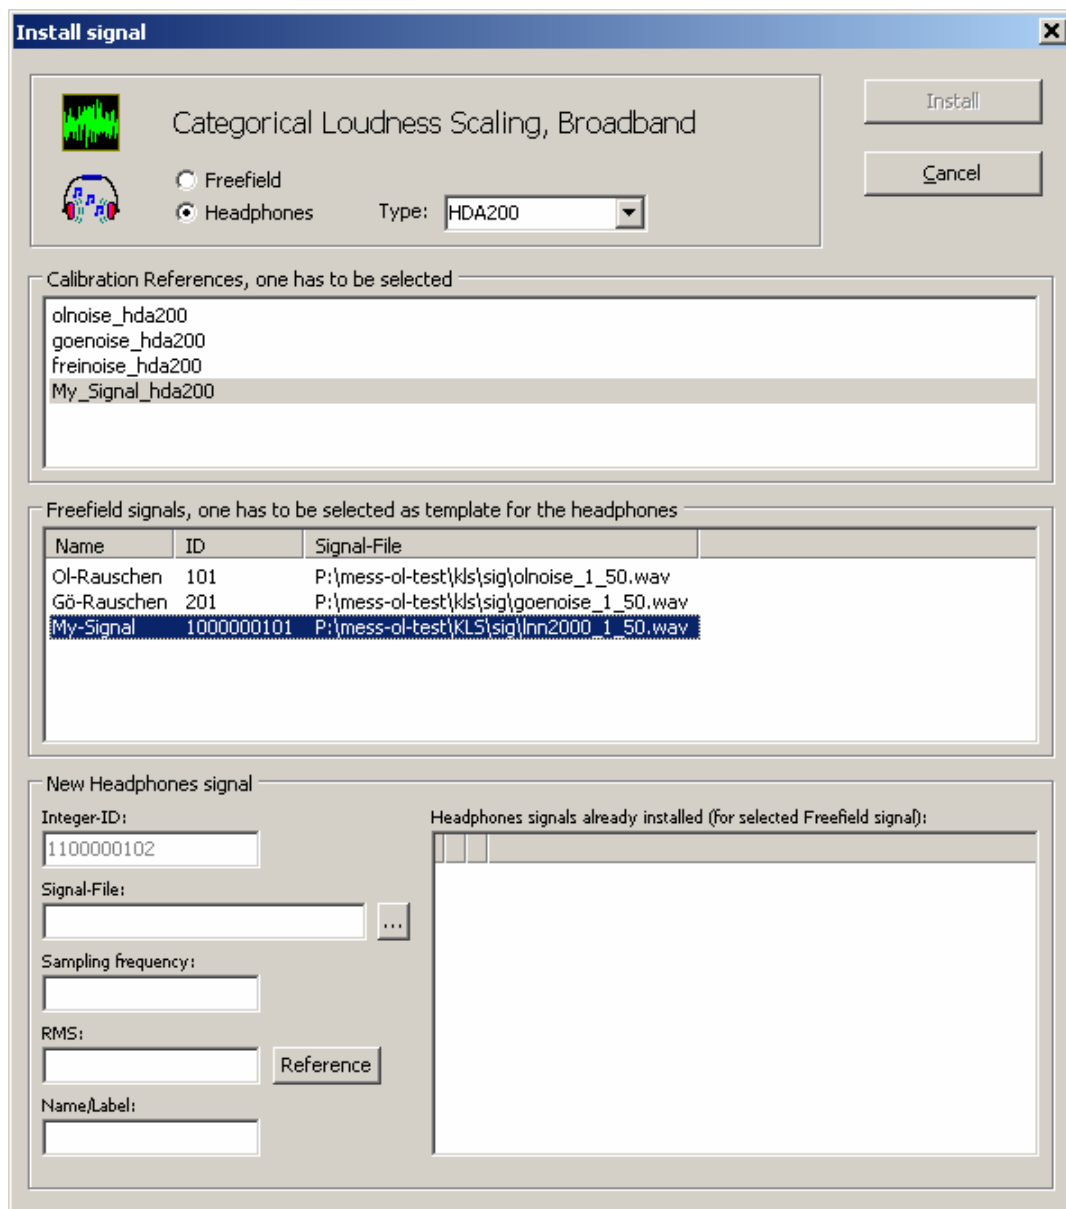 Install signal
Categorical Loudness Scaling, Broadband
Install
Cancel
Freefield
Headphones Type: HDA200
Calibration References, one has to be selected
olnoise_hda200
goenoise_hda200
freinoise_hda200
My_Signal_hda200
Freefield signals, one has to be selected as template for the headphones
Name ID Signal-File
Ol-Rauschen 101 P:\mess-ol-test\kls\sig\olnoise_1_50.wav
Gö-Rauschen 201 P:\mess-ol-test\kls\sig\goenoise_1_50.wav
My-Signal 1000000101 P:\mess-ol-test\KLS\sig\lnn2000_1_50.wav
New Headphones signal
Integer-ID:
1100000102
Signal-File:
...
Sampling frequency:
RMS:
Reference
Name/Label:
Headphones signals already installed (for selected Freefield signal):